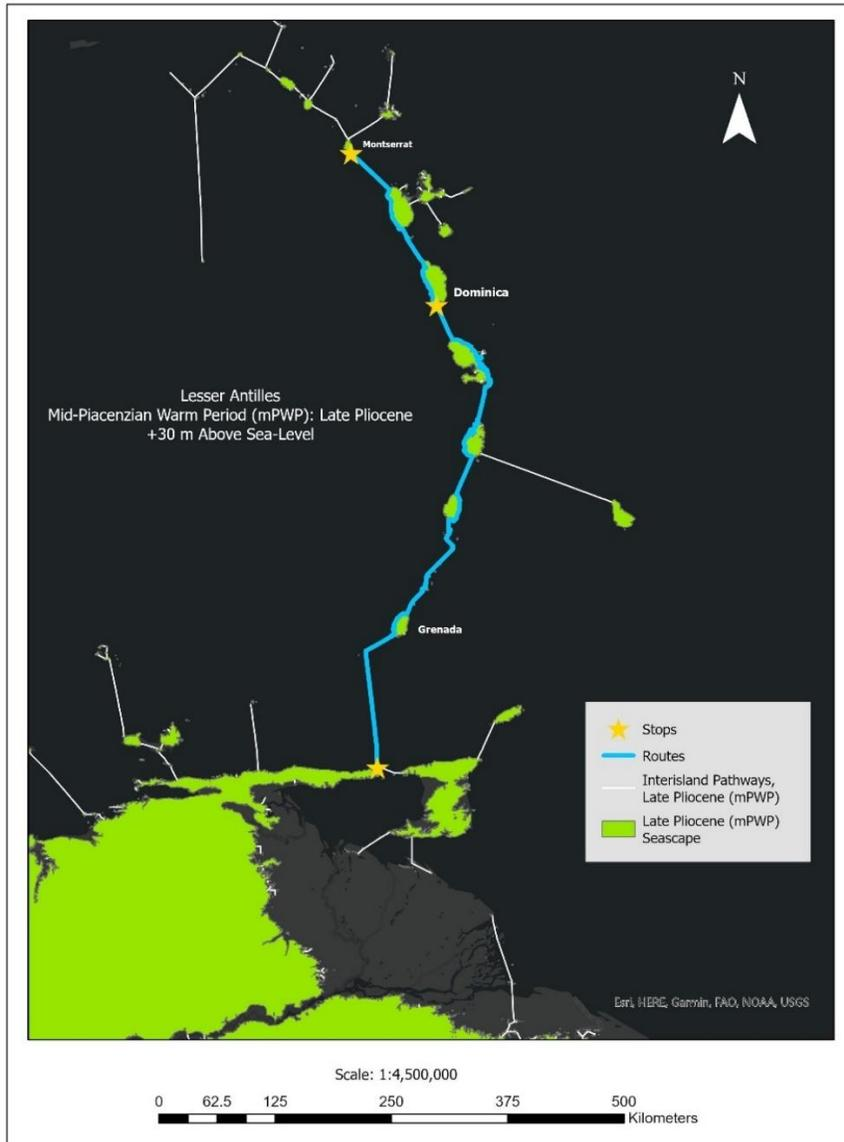 N
Montserrat
Dominica
Lesser Antilles
Mid-Piacenzian Warm Period (mPWP): Late Pliocene
+30 m Above Sea-Level
Grenada
Stops
Routes
Interisland Pathways,
Late Pliocene (mPWP)
Late Pliocene (mPWP)
Seascape
Esri, HERE, Garmin, FAO, NOAA, USGS
Scale: 1:4,500,000
0 62.5 125 250 375 500
Kilometers